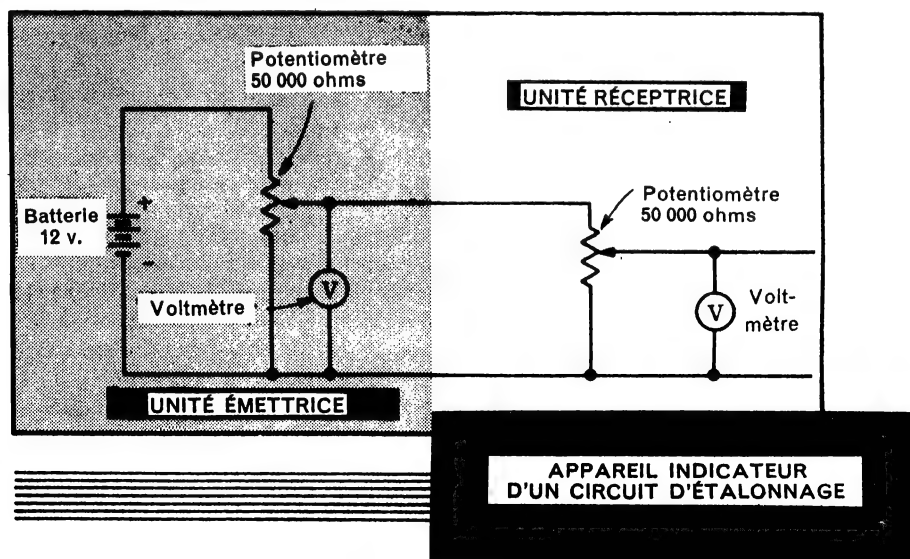 Potentiomètre
50 000 ohms
UNITÉ RÉCEPTRICE
Batterie
12 v.
+
-
Potentiomètre
50 000 ohms
Voltmètre
V
V
Volt-
mètre
UNITÉ ÉMETTRICE
APPAREIL INDICATEUR
D'UN CIRCUIT D'ÉTALONNAGE